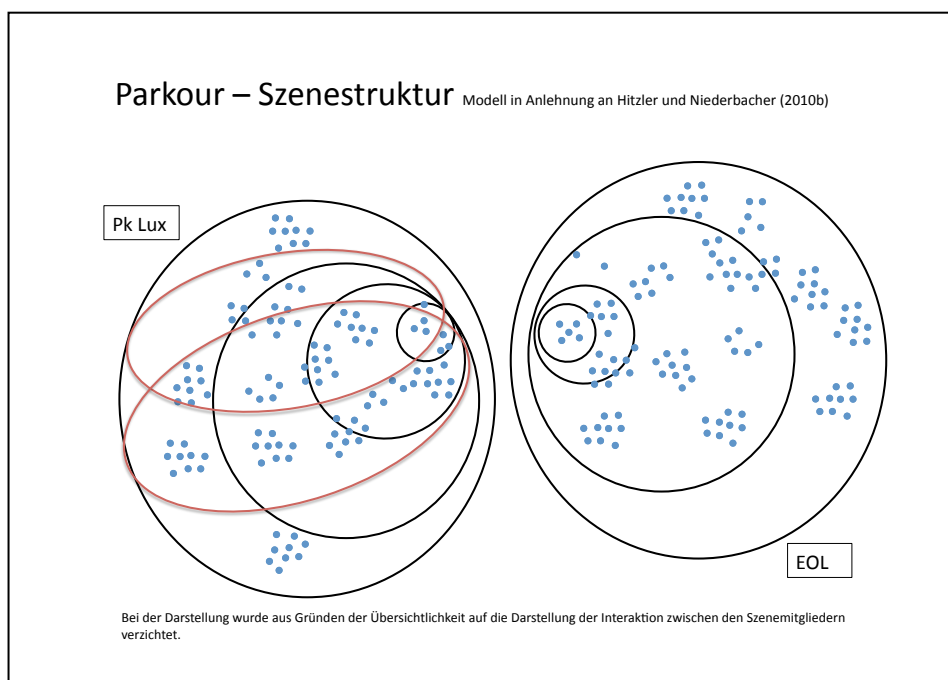 Parkour – Szenestruktur Modell in Anlehnung an Hitzler und Niederbacher (2010b)
Pk Lux
EOL
Bei der Darstellung wurde aus Gründen der Übersichtlichkeit auf die Darstellung der Interaktion zwischen den Szenemitgliedern
verzichtet.